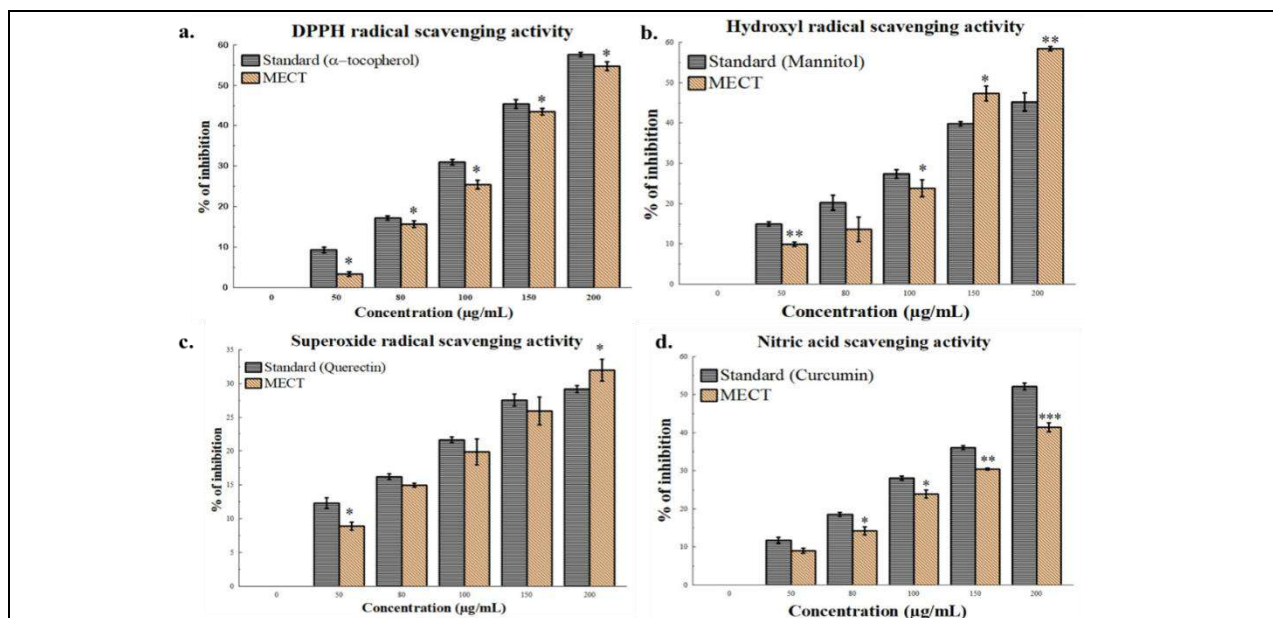 a.
DPPH radical scavenging activity
60
50
40
30
20
10
0
% of inhibition
Standard (α−tocopherol)
MECT
*
*
*
*
*
0 50 80 100 150 200
Concentration (µg/mL)
b.
Hydroxyl radical scavenging activity
60
50
40
30
20
10
0
% of inhibition
Standard (Mannitol)
MECT
**
*
*
**
0 50 80 100 150 200
Concentration (µg/mL)
c.
Superoxide radical scavenging activity
35
30
25
20
15
10
5
0
% of inhibition
Standard (Querectin)
MECT
*
*
0 50 80 100 150 200
Concentration (µg/mL)
d.
Nitric acid scavenging activity
60
50
40
30
20
10
0
% of inhibition
Standard (Curcumin)
MECT
*
*
**
***
0 50 80 100 150 200
Concentration (µg/mL)